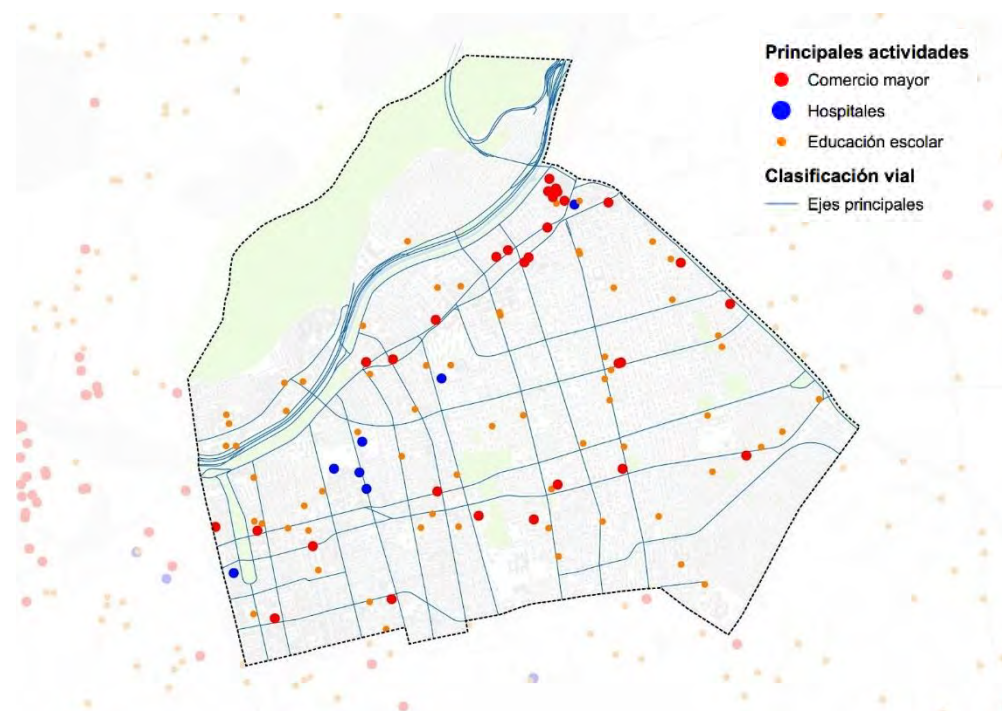 Principales actividades
Comercio mayor
Hospitales
Educación escolar
Clasificación vial
Ejes principales